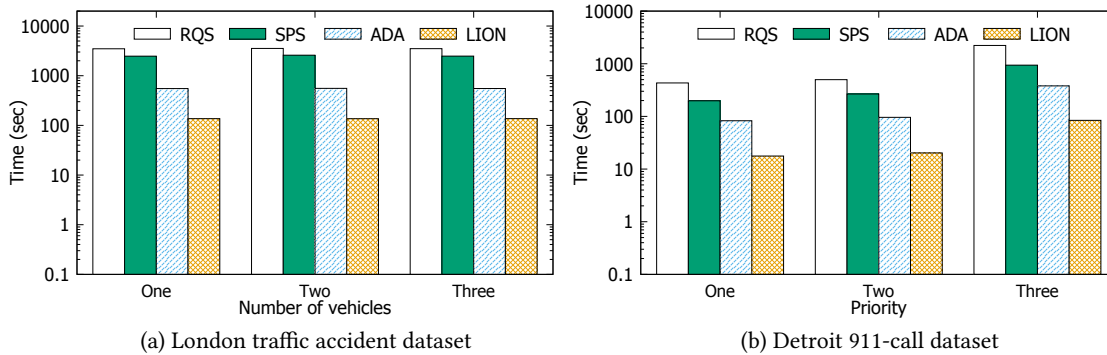 10000
1000
100
10
1
0.1
Time (sec)
RQS SPS ADA LION
One Two Three
Number of vehicles
(a) London traffic accident dataset
10000
1000
100
10
1
0.1
Time (sec)
RQS SPS ADA LION
One Two Three
Priority
(b) Detroit 911-call dataset